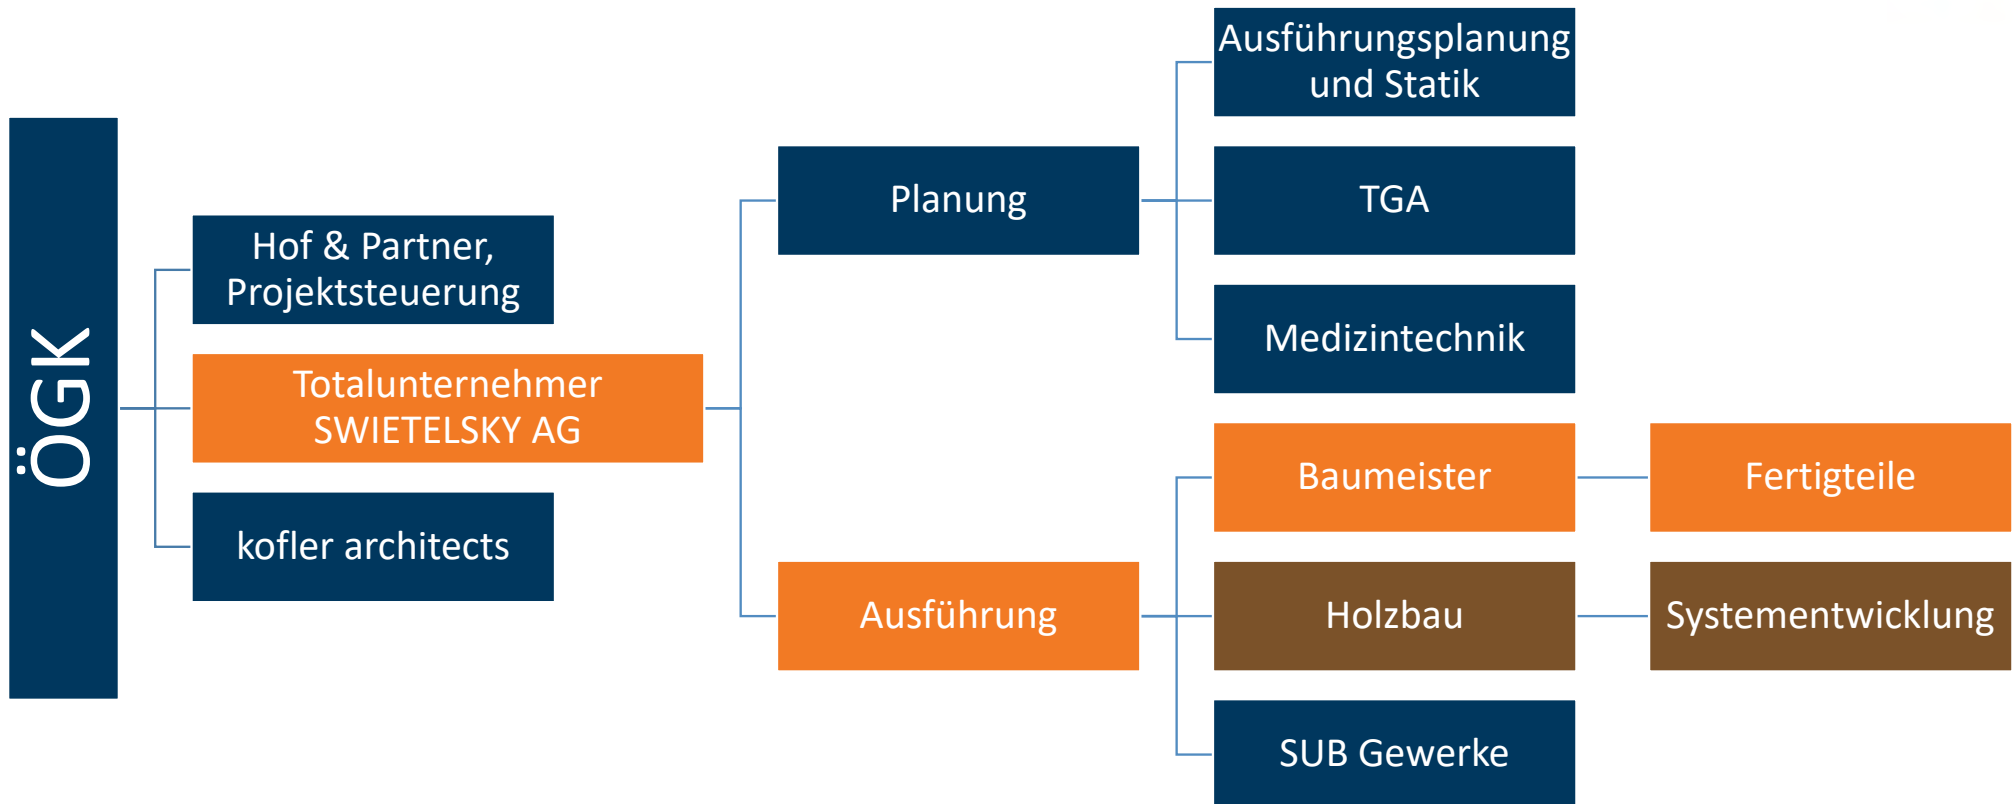 ÖGK
Hof & Partner,
Projektsteuerung
Totalunternehmer
SWIETELSKY AG
kofler architects
Planung
Ausführung
Ausführungsplanung
und Statik
TGA
Medizintechnik
Baumeister
Holzbau
SUB Gewerke
Fertigteile
Systementwicklung